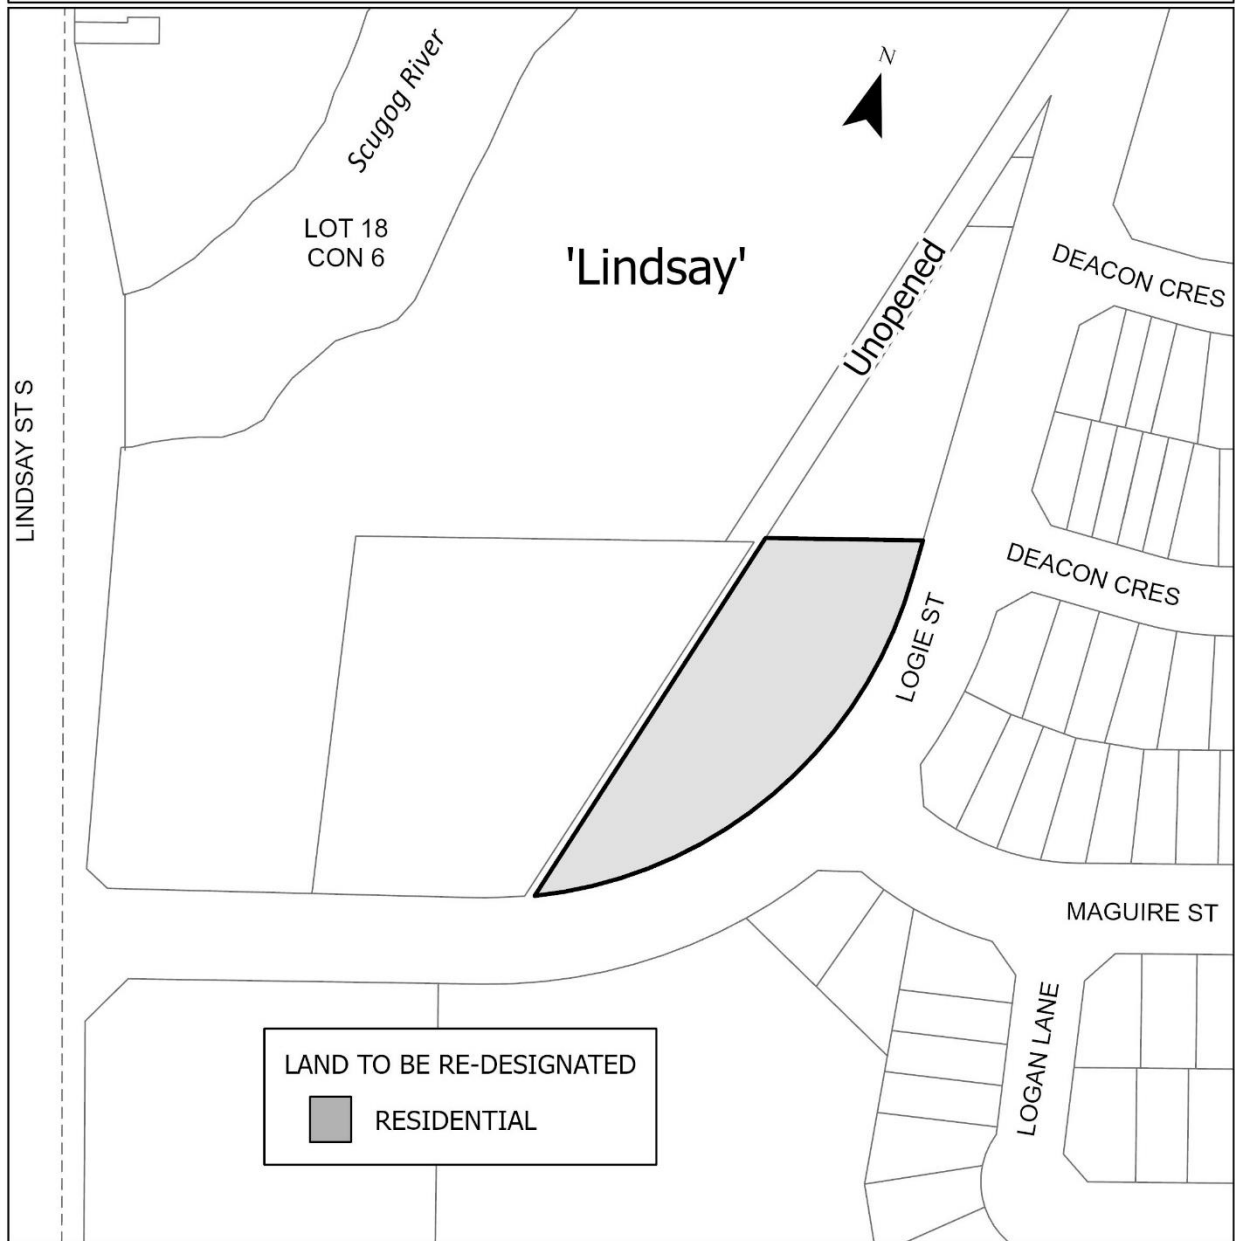 N
Scugog River
LOT 18
CON 6
'Lindsay'
Unopened
DEACON CRES
LINDSAY ST S
DEACON CRES
LOGIE ST
MAGUIRE ST
LOGAN LANE
LAND TO BE RE-DESIGNATED
RESIDENTIAL